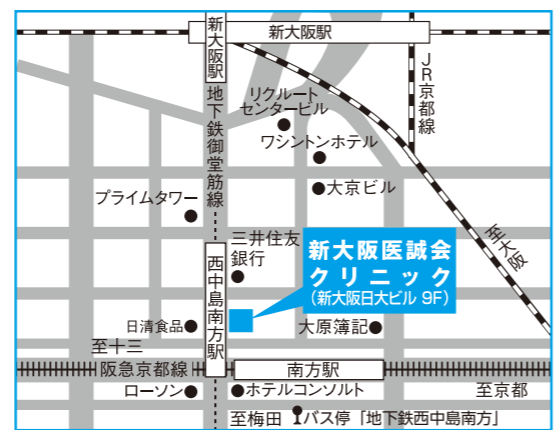 新大阪駅
新大阪駅
JR京都線
地下鉄御堂筋線
リクルート
センタービル
ワシントンホテル
大京ビル
プライムタワー
三井住友
銀行
新大阪医誠会
クリニック
(新大阪日大ビル 9F)
至大阪
西中島南方駅
日清食品
大原簿記
至十三
阪急京都線
南方駅
ローソン
ホテルコンソルト
至京都
至梅田
バス停「地下鉄西中島南方」